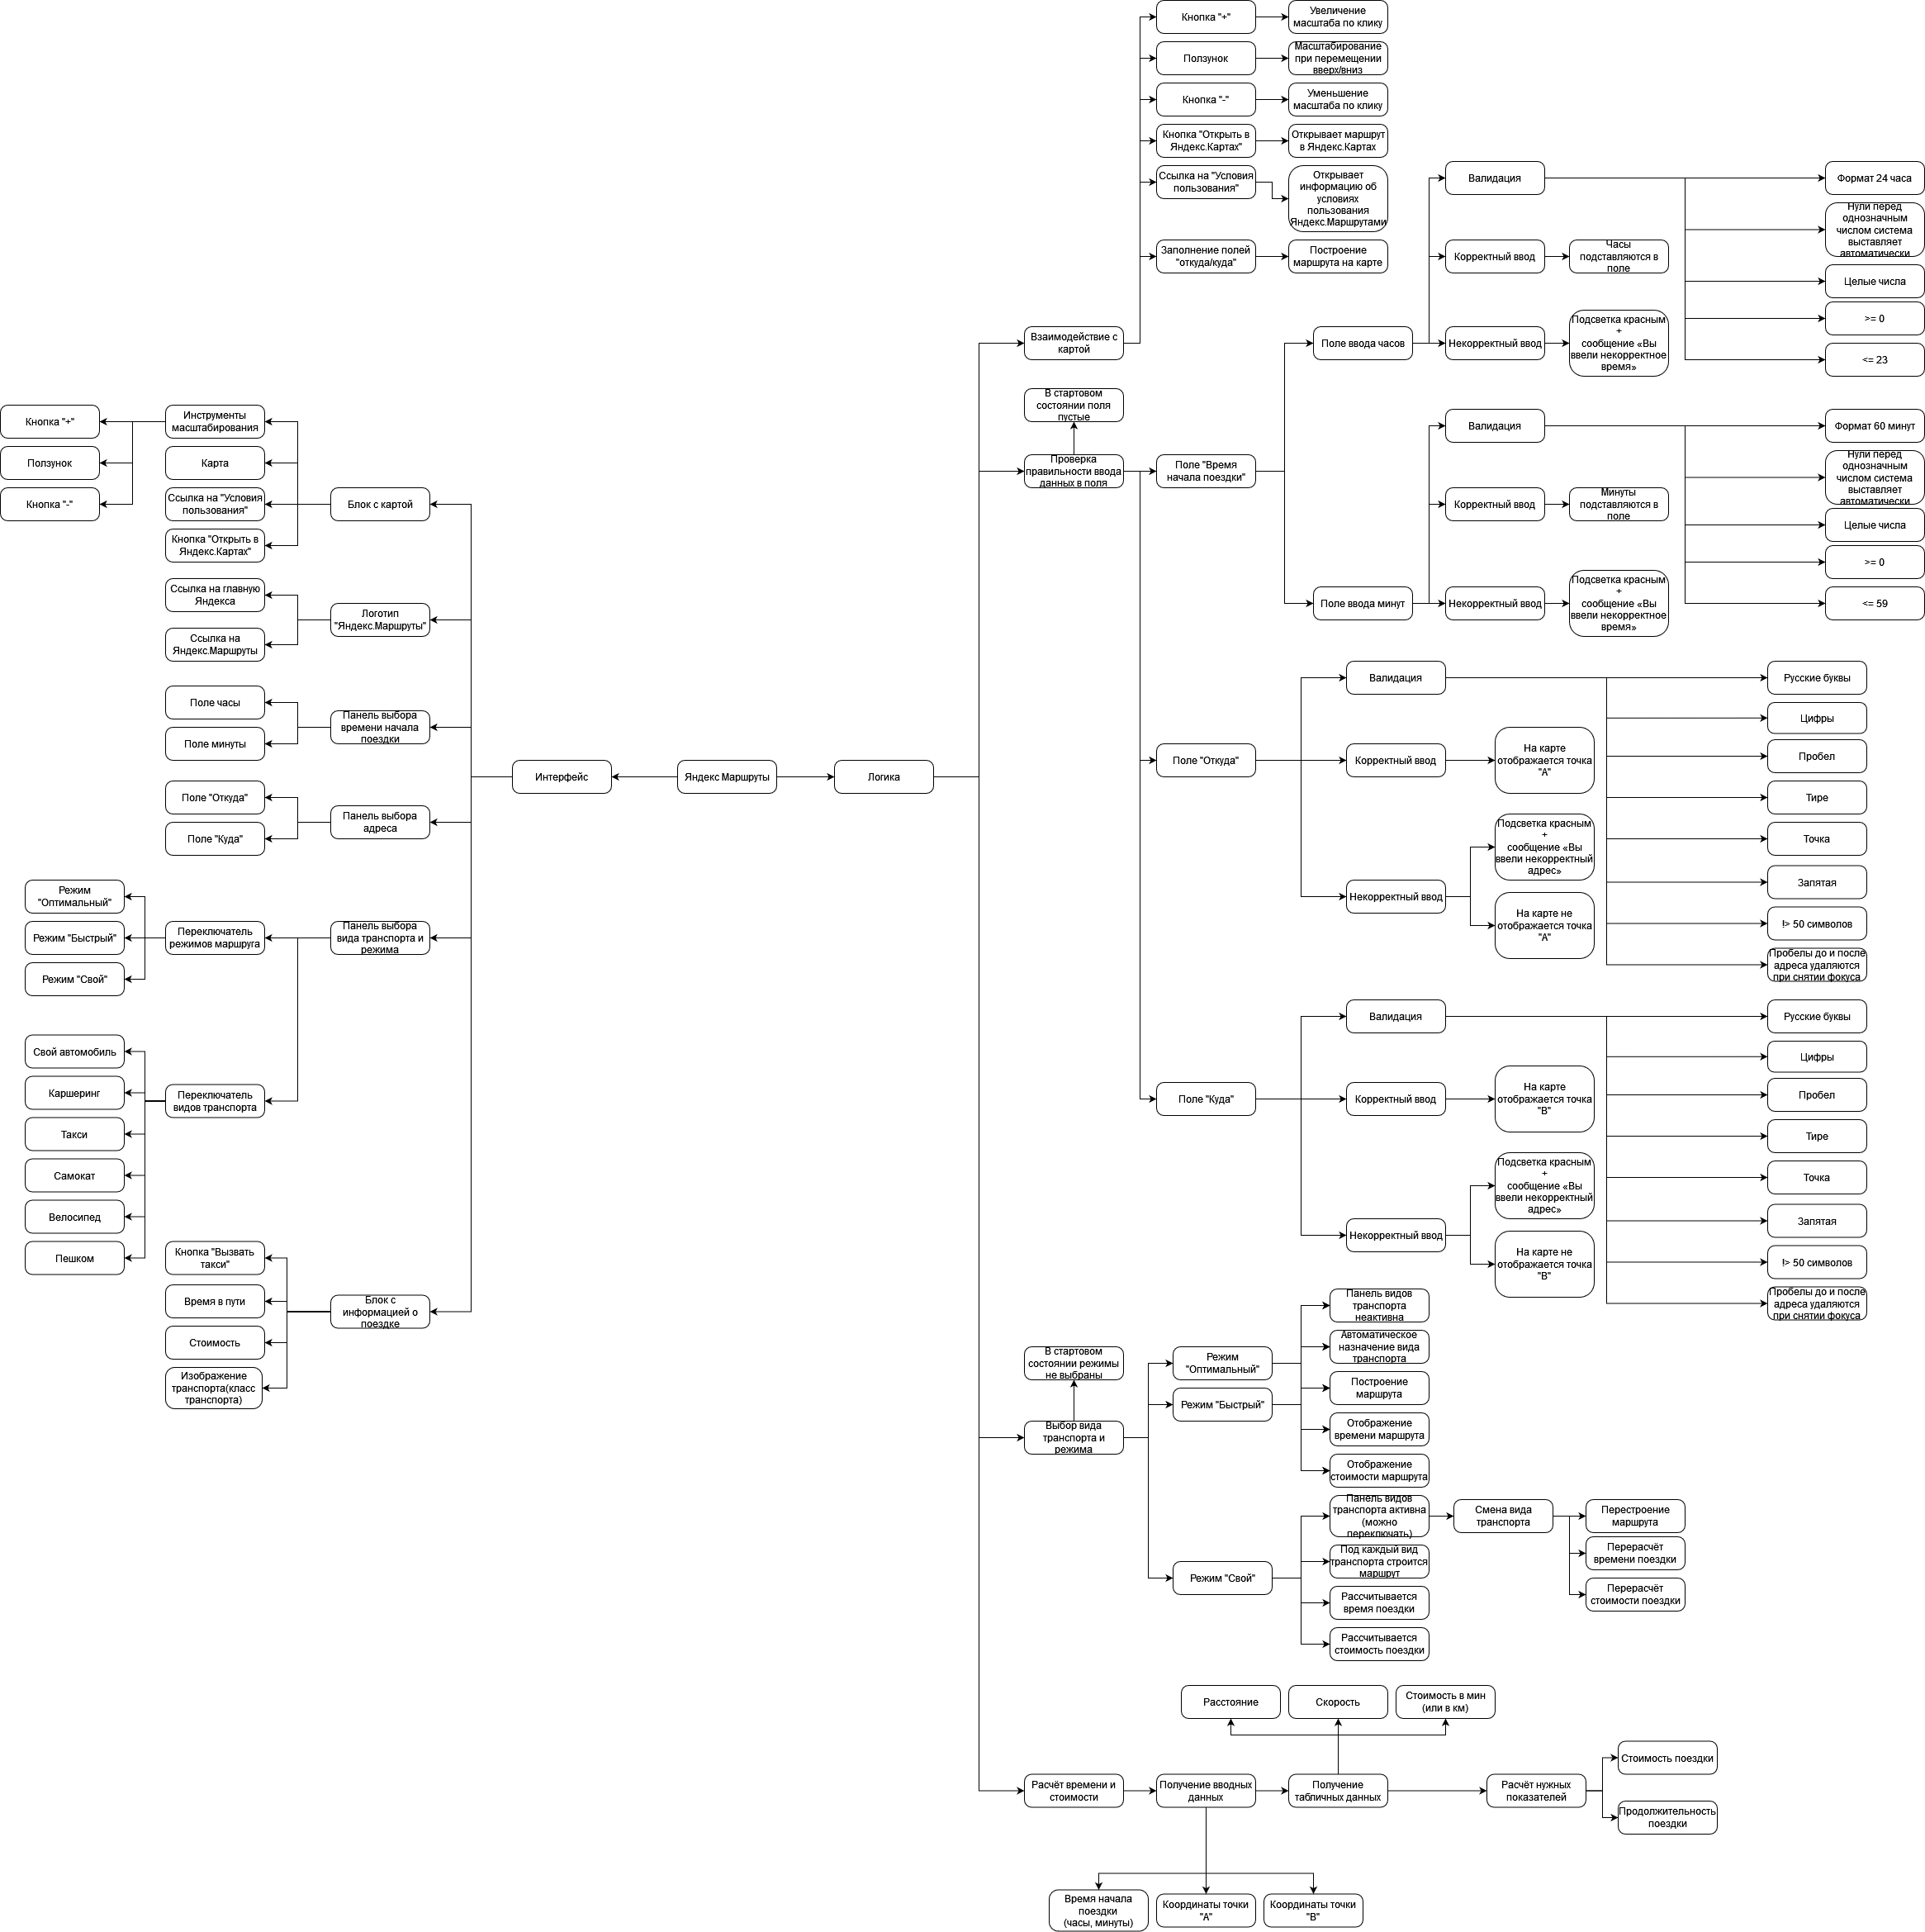 Яндекс Маршруты
Интерфейс
Блок с картой
Инструменты
масштабирования
Кнопка "+"
Ползунок
Кнопка "-"
Карта
Ссылка на "Условия
пользования"
Кнопка "Открыть в
Яндекс.Картах"
Логотип
"Яндекс.Маршруты"
Ссылка на главную
Яндекса
Ссылка на
Яндекс.Маршруты
Панель выбора
времени начала
поездки
Поле часы
Поле минуты
Панель выбора
адреса
Поле "Откуда"
Поле "Куда"
Панель выбора
вида транспорта и
режима
Переключатель
режимов маршруга
Режим
"Оптимальный"
Режим "Быстрый"
Режим "Свой"
Переключатель
видов транспорта
Свой автомобиль
Каршеринг
Такси
Самокат
Велосипед
Пешком
Блок с
информацией о
поездке
Кнопка "Вызвать
такси"
Время в пути
Стоимость
Изображение
транспорта(класс
транспорта)
Логика
Взаимодействие с
картой
Кнопка "+"
Увеличение
масштаба по клику
Ползунок
Масштабирование
при перемещении
вверх/вниз
Кнопка "-"
Уменьшение
масштаба по клику
Кнопка "Открыть в
Яндекс.Картах"
Открывает маршрут
в Яндекс.Картах
Ссылка на "Условия
пользования"
Открывает
информацию об
условиях
пользования
Яндекс.Маршрутами
Заполнение полей
"откуда/куда"
Построение
маршрута на карте
В стартовом
состоянии поля
пустые
Проверка
правильности ввода
данных в поля
Поле "Время
начала поездки"
Поле ввода часов
Валидация
Формат 24 часа
Нули перед
однозначным
числом система
выставляет
автоматически
Целые числа
>= 0
<= 23
Корректный ввод
Часы
подставляются в
поле
Некорректный ввод
Подсветка красным
+
сообщение «Вы
ввели некорректное
время»
Поле ввода минут
Валидация
Формат 60 минут
Нули перед
однозначным
числом система
выставляет
автоматически
Целые числа
>= 0
<= 59
Корректный ввод
Минуты
подставляются в
поле
Некорректный ввод
Подсветка красным
+
сообщение «Вы
ввели некорректное
время»
Поле "Откуда"
Валидация
Русские буквы
Цифры
Пробел
Тире
Точка
Запятая
!> 50 символов
Пробелы до и после
адреса удаляются
при снятии фокуса
Корректный ввод
На карте
отображается точка
"А"
Некорректный ввод
Подсветка красным
+
сообщение «Вы
ввели некорректный
адрес»
На карте не
отображается точка
"А"
Поле "Куда"
Валидация
Русские буквы
Цифры
Пробел
Тире
Точка
Запятая
!> 50 символов
Пробелы до и после
адреса удаляются
при снятии фокуса
Корректный ввод
На карте
отображается точка
"В"
Некорректный ввод
Подсветка красным
+
сообщение «Вы
ввели некорректный
адрес»
На карте не
отображается точка
"В"
В стартовом
состоянии режимы
не выбраны
Выбор вида
транспорта и
режима
Режим
"Оптимальный"
Режим "Быстрый"
Панель видов
транспорта
неактивна
Автоматическое
назначение вида
транспорта
Построение
маршрута
Отображение
времени маршрута
Отображение
стоимости маршрута
Режим "Свой"
Панель видов
транспорта активна
(можно
переключать)
Смена вида
транспорта
Перестроение
маршрута
Перерасчёт
времени поездки
Перерасчёт
стоимости поездки
Под каждый вид
транспорта строится
маршрут
Рассчитывается
время поездки
Рассчитывается
стоимость поездки
Расчёт времени и
стоимости
Получение вводных
данных
Время начала
поездки
(часы, минуты)
Координаты точки
"А"
Координаты точки
"В"
Получение
табличных данных
Расстояние
Скорость
Стоимость в мин
(или в км)
Расчёт нужных
показателей
Стоимость поездки
Продолжительность
поездки